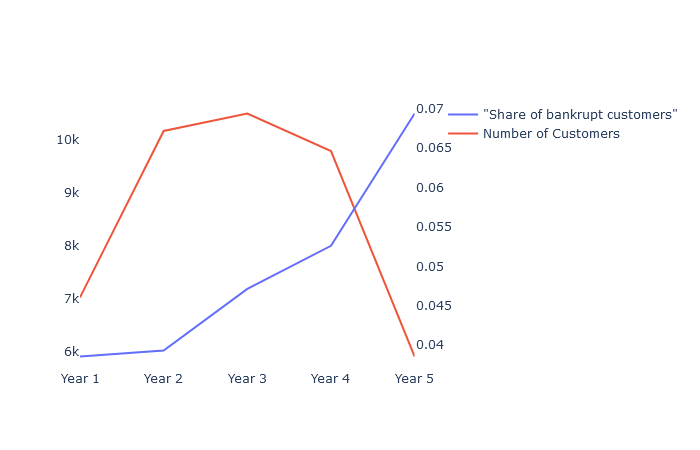 10k
9k
8k
7k
6k
0.07
0.065
0.06
0.055
0.05
0.045
0.04
Year 1 Year 2 Year 3 Year 4 Year 5
"Share of bankrupt customers"
Number of Customers